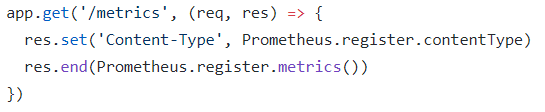 app.get('/metrics', (req, res) => {
  res.set('Content-Type', Prometheus.register.contentType)
  res.end(Prometheus.register.metrics())
})